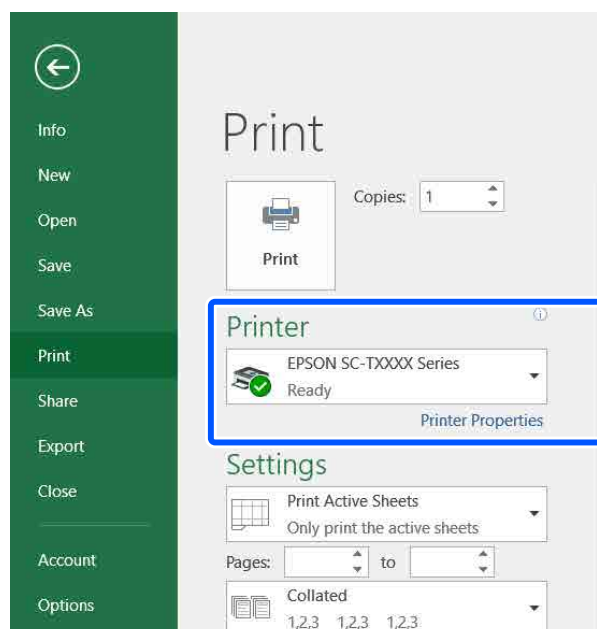 Info
New
Open
Save
Save As
Print
Share
Export
Close
Account
Options
Print
Copies: 1
Print
Printer
EPSON SC-TXXXX Series
Ready
Printer Properties
Settings
Print Active Sheets
Only print the active sheets
Pages: to
Collated
1,2,3 1,2,3 1,2,3